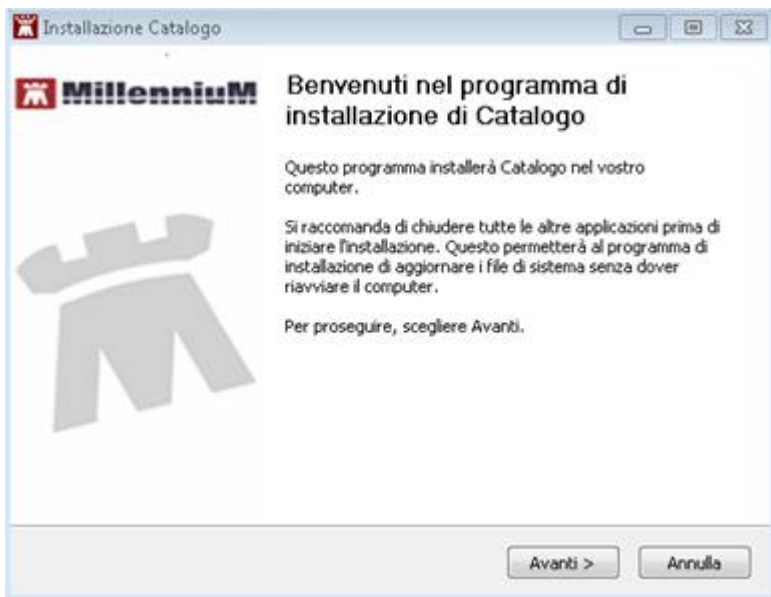 Installazione Catalogo
MillenniuM
Benvenuti nel programma di
installazione di Catalogo
Questo programma installerà Catalogo nel vostro
computer.
Si raccomanda di chiudere tutte le altre applicazioni prima di
iniziare l'installazione. Questo permetterà al programma di
installazione di aggiornare i file di sistema senza dover
riavviare il computer.
Per proseguire, scegliere Avanti.
Avanti >
Annulla